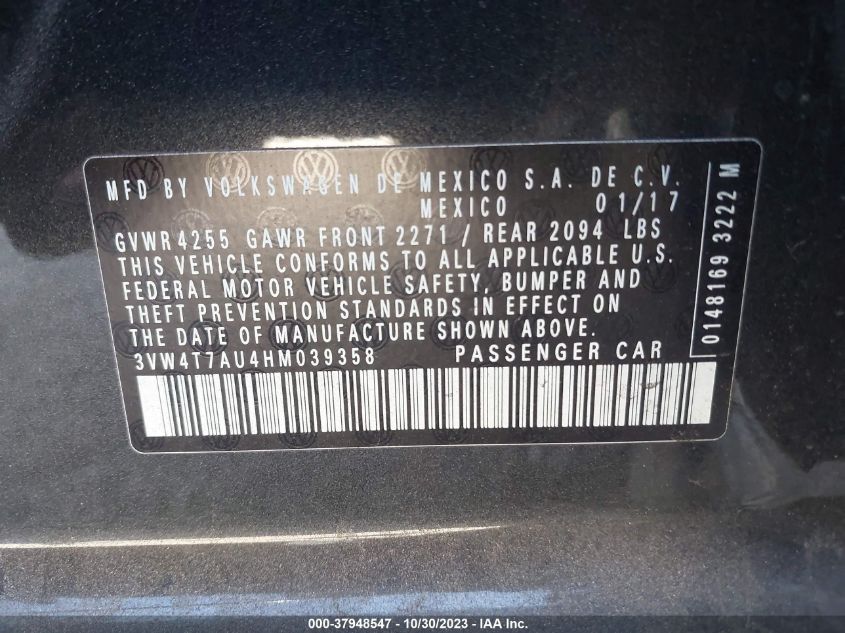 MFD BY VOLKSWAGEN DE MEXICO S.A. DE C.V.
MEXICO 01/17
GVWR 4255 GAWR FRONT 2271 / REAR 2094 LBS
THIS VEHICLE CONFORMS TO ALL APPLICABLE U.S.
FEDERAL MOTOR VEHICLE SAFETY, BUMPER AND
THEFT PREVENTION STANDARDS IN EFFECT ON
THE DATE OF MANUFACTURE SHOWN ABOVE.
3VW4T7AU4HM039358 PASSENGER CAR
0148169 3222 M
000-37948547 - 10/30/2023 - IAA Inc.